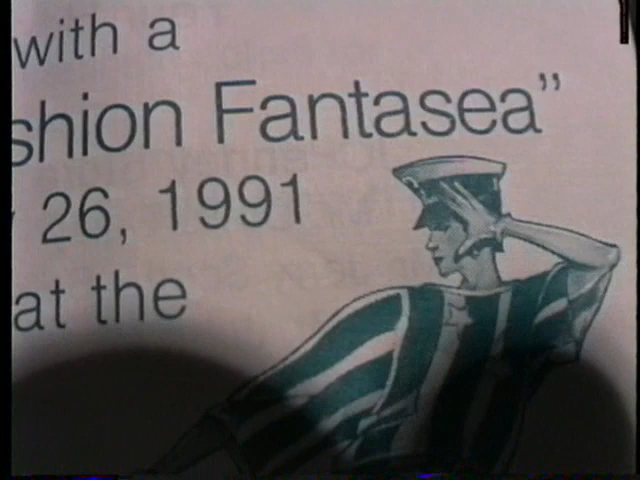 with a
shion Fantasea”
26, 1991
at the